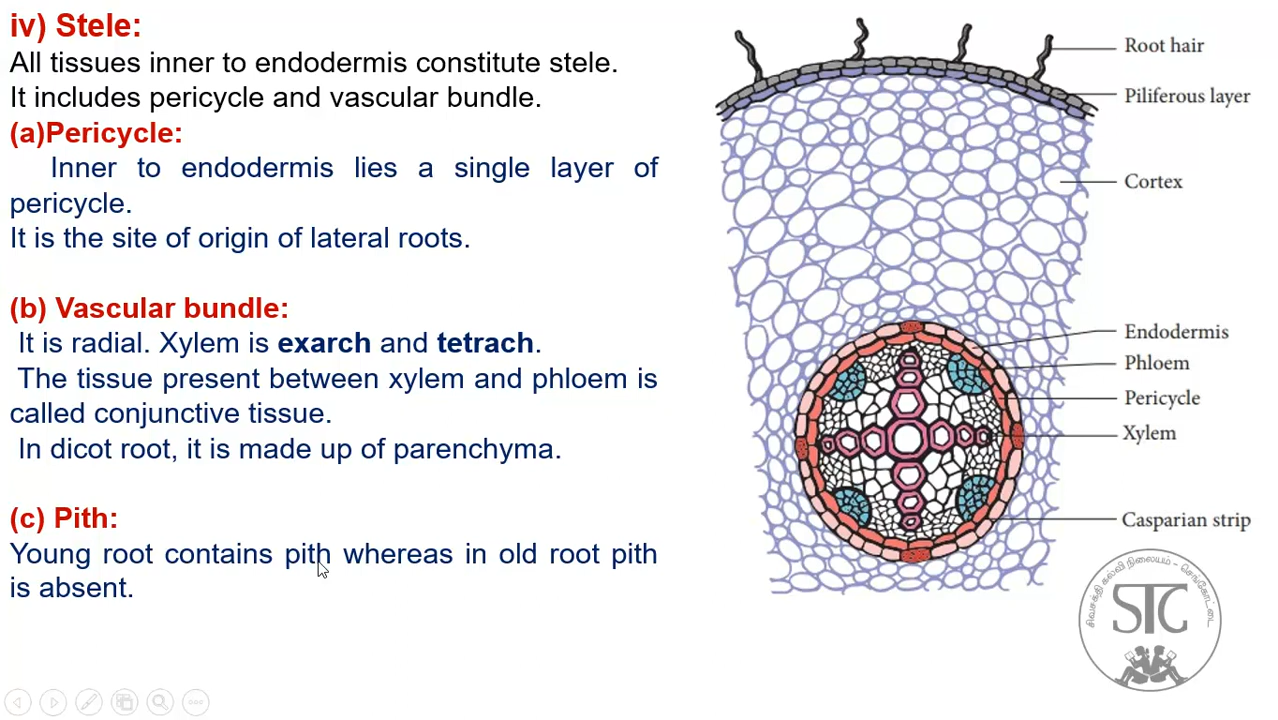 iv) Stele:
All tissues inner to endodermis constitute stele.
It includes pericycle and vascular bundle.
(a)Pericycle:
Inner to endodermis lies a single layer of
pericycle.
It is the site of origin of lateral roots.
(b) Vascular bundle:
It is radial. Xylem is exarch and tetrach.
The tissue present between xylem and phloem is
called conjunctive tissue.
In dicot root, it is made up of parenchyma.
(c) Pith:
Young root contains pith whereas in old root pith
is absent.
Root hair
Piliferous layer
Cortex
Endodermis
Phloem
Pericycle
Xylem
Casparian strip
சிவசக்தி கல்வி நிலையம் - செங்கோட்டை
STC